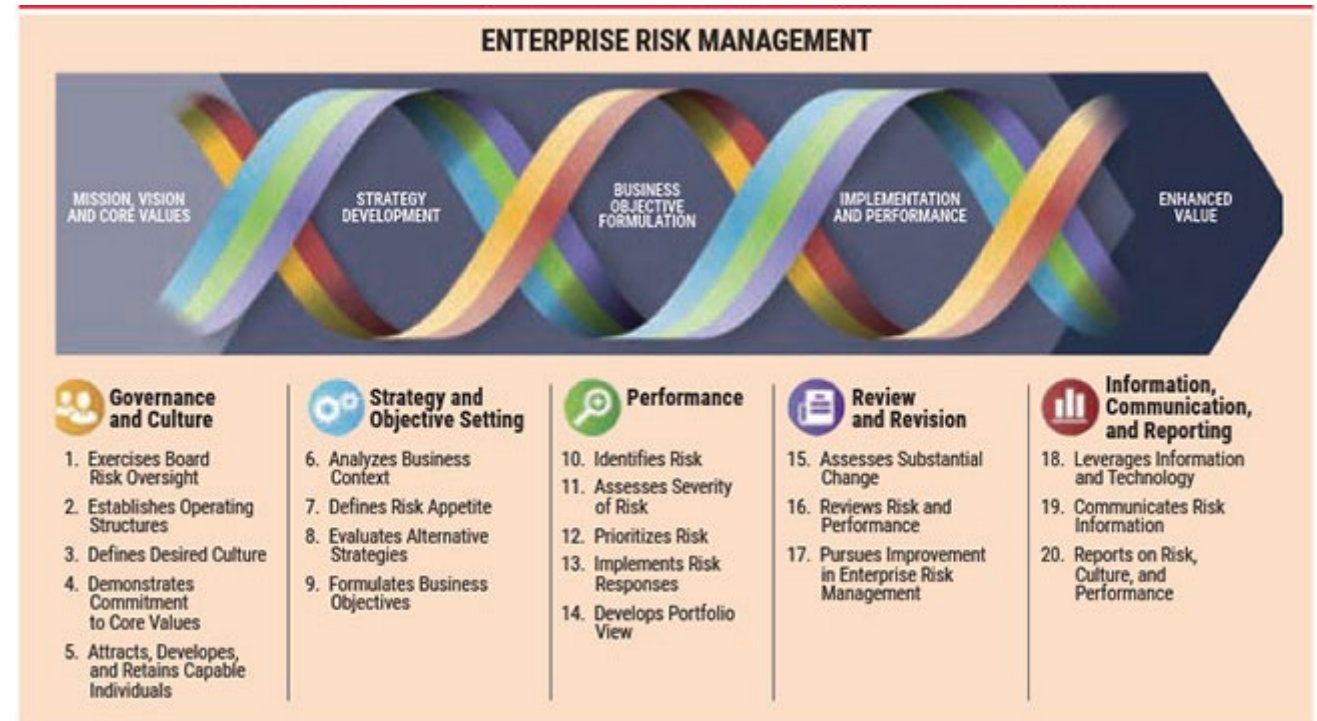 ENTERPRISE RISK MANAGEMENT
MISSION, VISION
AND CORE VALUES
STRATEGY
DEVELOPMENT
BUSINESS
OBJECTIVE
FORMULATION
IMPLEMENTATION
AND PERFORMANCE
ENHANCED
VALUE
Governance
and Culture
1. Exercises Board
Risk Oversight
2. Establishes Operating
Structures
3. Defines Desired Culture
4. Demonstrates
Commitment
to Core Values
5. Attracts, Developes,
and Retains Capable
Individuals
Strategy and
Objective Setting
6. Analyzes Business
Context
7. Defines Risk Appetite
8. Evaluates Alternative
Strategies
9. Formulates Business
Objectives
Performance
10. Identifies Risk
11. Assesses Severity
of Risk
12. Prioritizes Risk
13. Implements Risk
Responses
14. Develops Portfolio
View
Review
and Revision
15. Assesses Substantial
Change
16. Reviews Risk and
Performance
17. Pursues Improvement
in Enterprise Risk
Management
Information,
Communication,
and Reporting
18. Leverages Information
and Technology
19. Communicates Risk
Information
20. Reports on Risk,
Culture, and
Performance